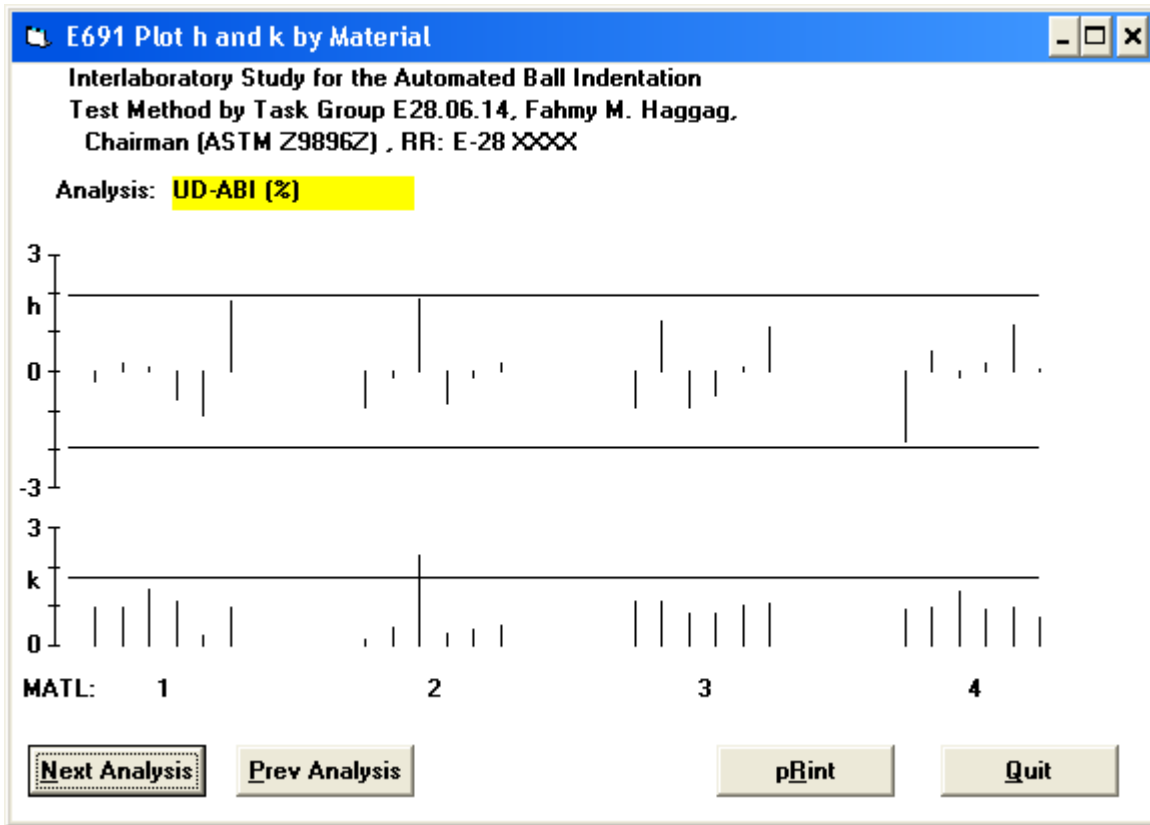 E691 Plot h and k by Material
Interlaboratory Study for the Automated Ball Indentation
Test Method by Task Group E28.06.14, Fahmy M. Haggag,
Chairman (ASTM Z9896Z) , RR: E-28 XXXX
Analysis: UD-ABI (%)
3
h
0
-3
3
k
0
MATL: 1 2 3 4
Next Analysis Prev Analysis pRint Quit